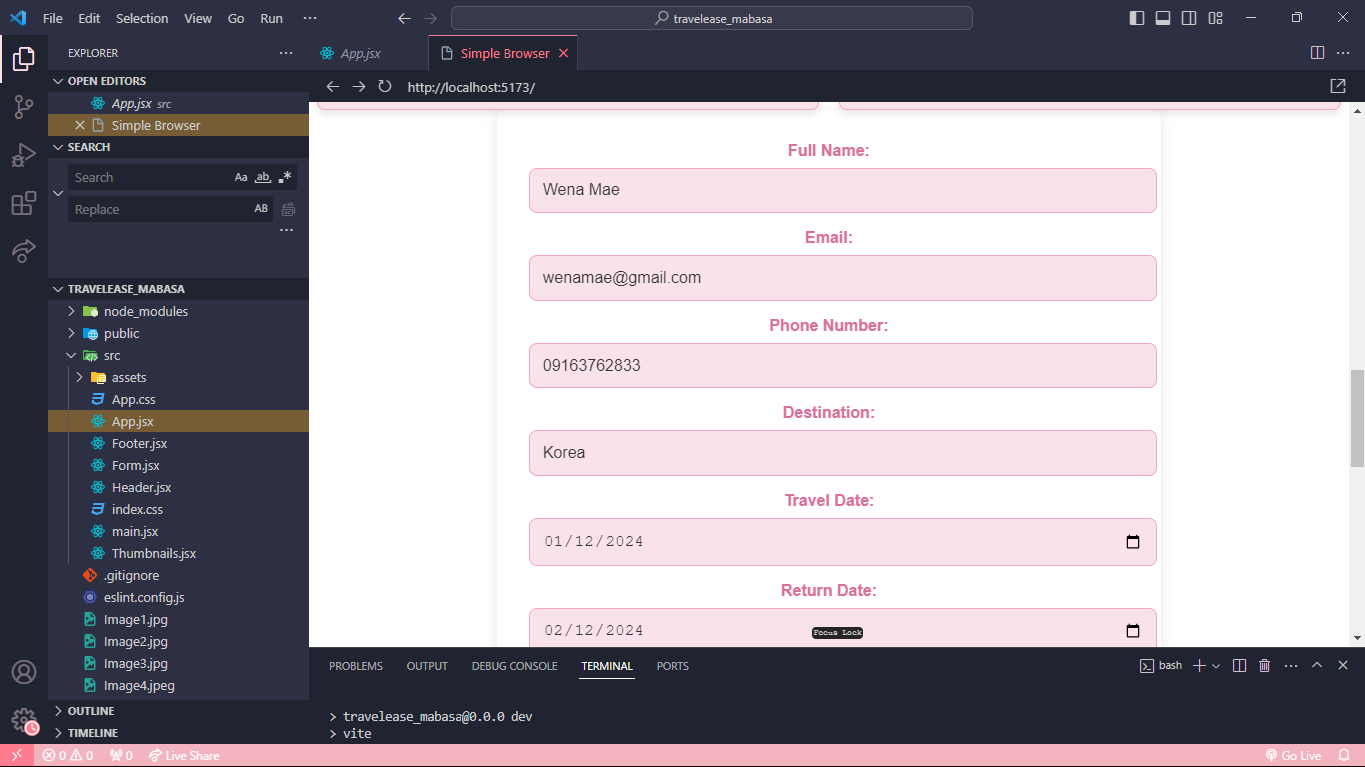 File Edit Selection View Go Run ··· travelease_mabasa
EXPLORER ···
OPEN EDITORS
App.jsx src
Simple Browser
SEARCH
Search Aa ab .*
Replace AB
···
TRAVELEASE_MABASA
node_modules
public
src
assets
App.css
App.jsx
Footer.jsx
Form.jsx
Header.jsx
index.css
main.jsx
Thumbnails.jsx
.gitignore
eslint.config.js
Image1.jpg
Image2.jpg
Image3.jpg
Image4.jpeg
OUTLINE
TIMELINE
App.jsx Simple Browser ···
http://localhost:5173/
Full Name:
Wena Mae
Email:
wenamae@gmail.com
Phone Number:
09163762833
Destination:
Korea
Travel Date:
01/12/2024
Return Date:
02/12/2024
Focus Lock
PROBLEMS OUTPUT DEBUG CONSOLE TERMINAL PORTS bash ···
> travelease_mabasa@0.0.0 dev
> vite
0 0 0 Live Share Go Live